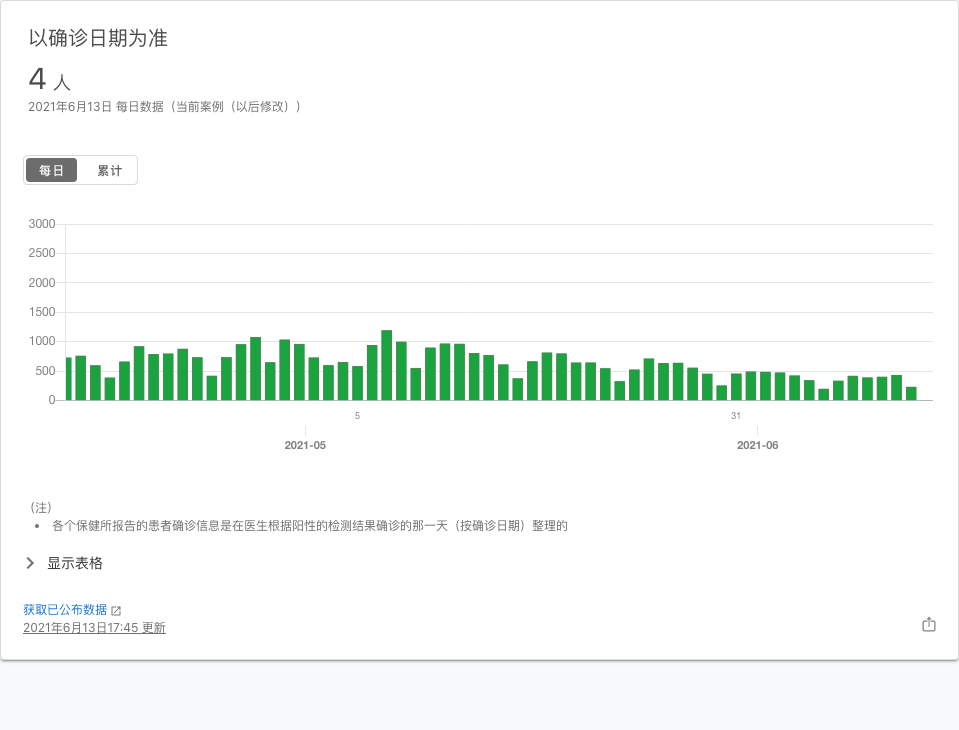 以确诊日期为准
4 人
2021年6月13日 每日数据（当前案例（以后修改））
每日 累计
3000
2500
2000
1500
1000
500
0
5 31
2021-05 2021-06
（注）
• 各个保健所报告的患者确诊信息是在医生根据阳性的检测结果确诊的那一天（按确诊日期）整理的
显示表格
获取已公布数据
2021年6月13日17:45 更新